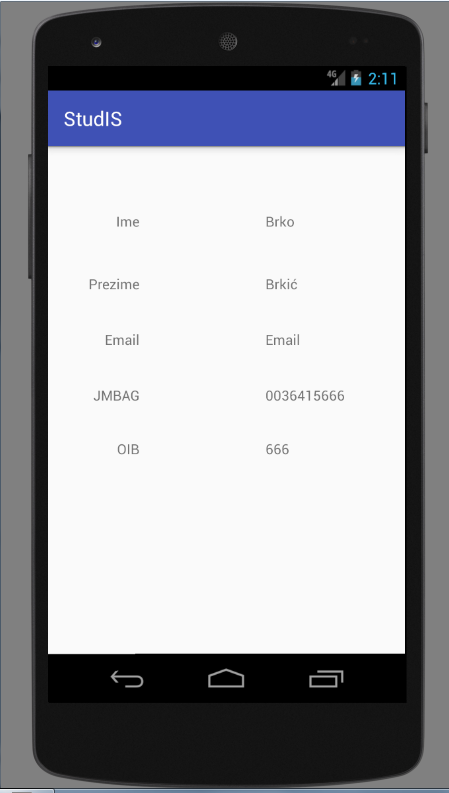 4G 2:11
StudIS
Ime Brko
Prezime Brkić
Email Email
JMBAG 0036415666
OIB 666